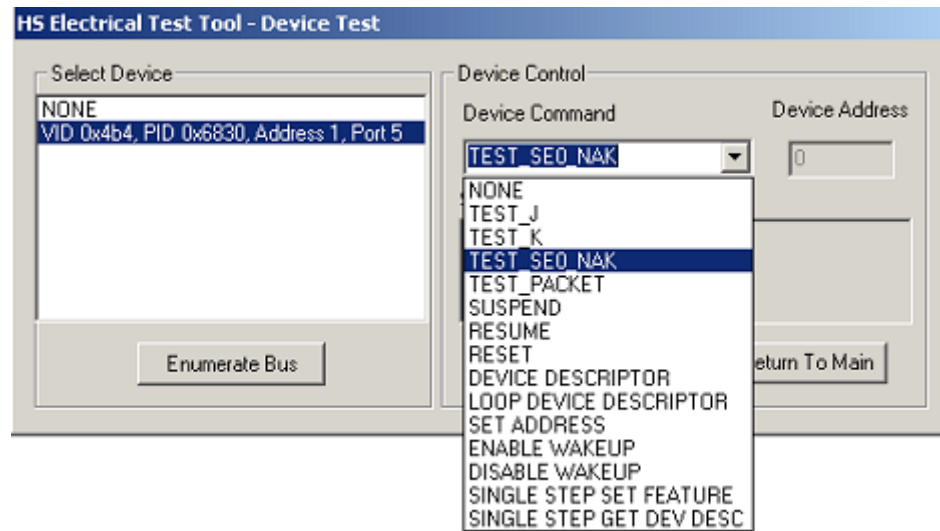 HS Electrical Test Tool - Device Test
Select Device
NONE
VID 0x4b4, PID 0x6830, Address 1, Port 5
Enumerate Bus
Device Control
Device Command
Device Address
TEST_SE0_NAK
0
NONE
TEST_J
TEST_K
TEST_SE0_NAK
TEST_PACKET
SUSPEND
RESUME
RESET
DEVICE DESCRIPTOR
LOOP DEVICE DESCRIPTOR
SET ADDRESS
ENABLE WAKEUP
DISABLE WAKEUP
SINGLE STEP SET FEATURE
SINGLE STEP GET DEV DESC
eturn To Main